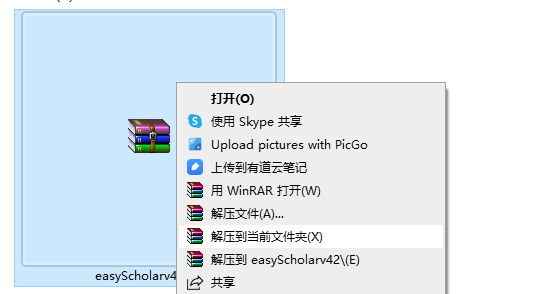 打开(O)
使用 Skype 共享
Upload pictures with PicGo
上传到有道云笔记
用 WinRAR 打开(W)
解压文件(A)...
解压到当前文件夹(X)
解压到 easyScholarv42\(E)
easyScholarv4
共享